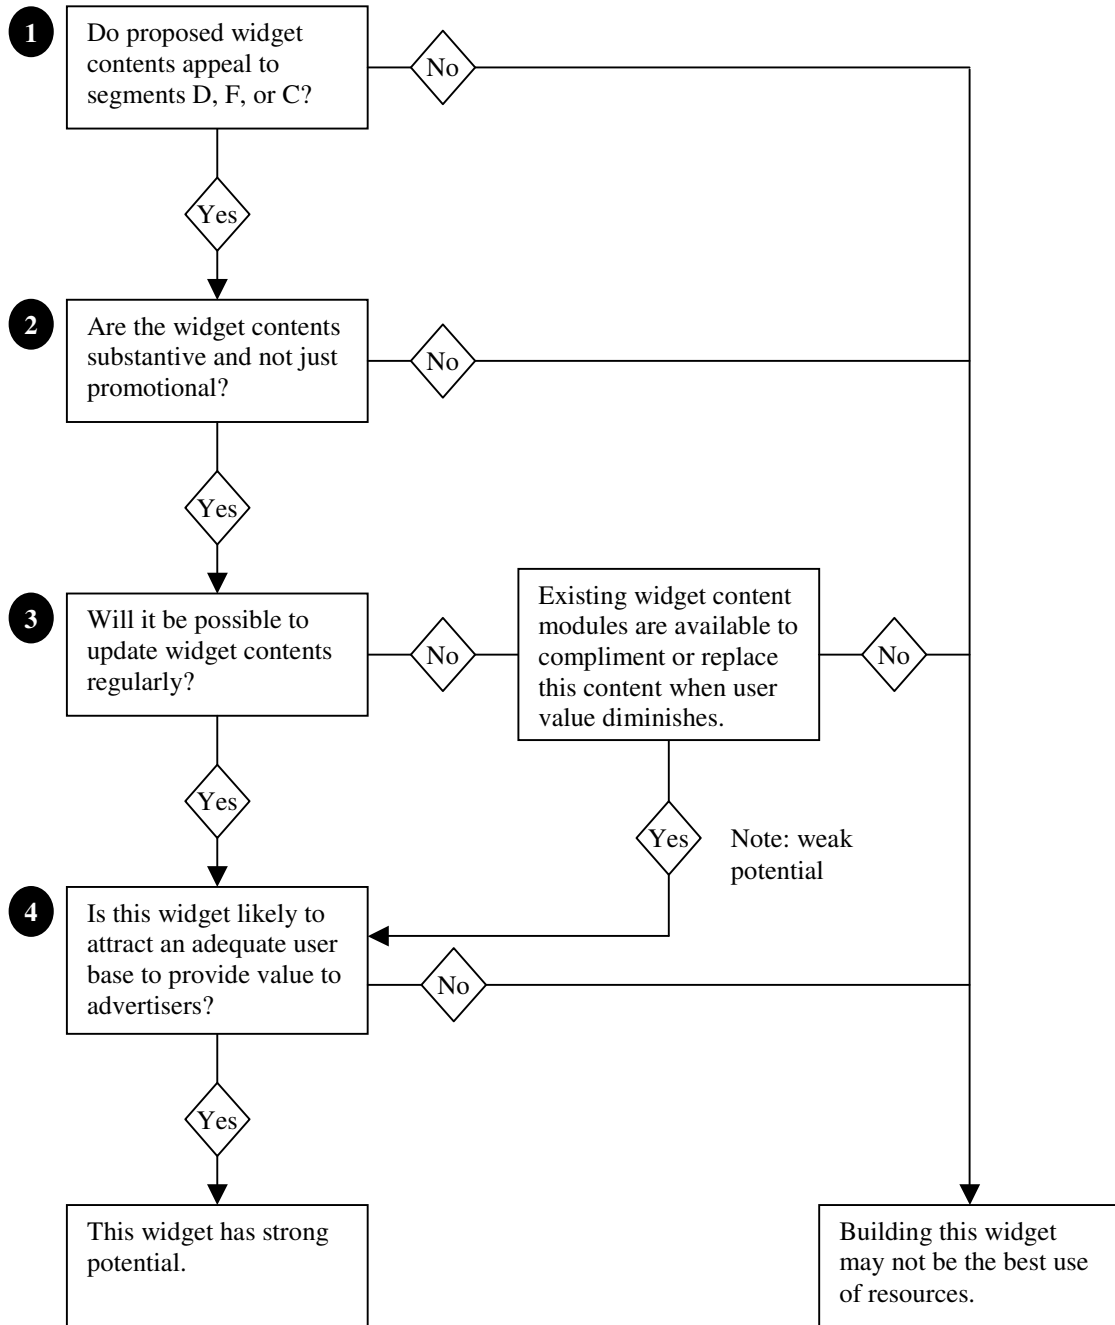 1
Do proposed widget
contents appeal to
segments D, F, or C?
No
Yes
2
Are the widget contents
substantive and not just
promotional?
No
Yes
3
Will it be possible to
update widget contents
regularly?
No
Existing widget content
modules are available to
compliment or replace
this content when user
value diminishes.
No
Yes
Yes
Note: weak
potential
4
Is this widget likely to
attract an adequate user
base to provide value to
advertisers?
No
Yes
This widget has strong
potential.
Building this widget
may not be the best use
of resources.